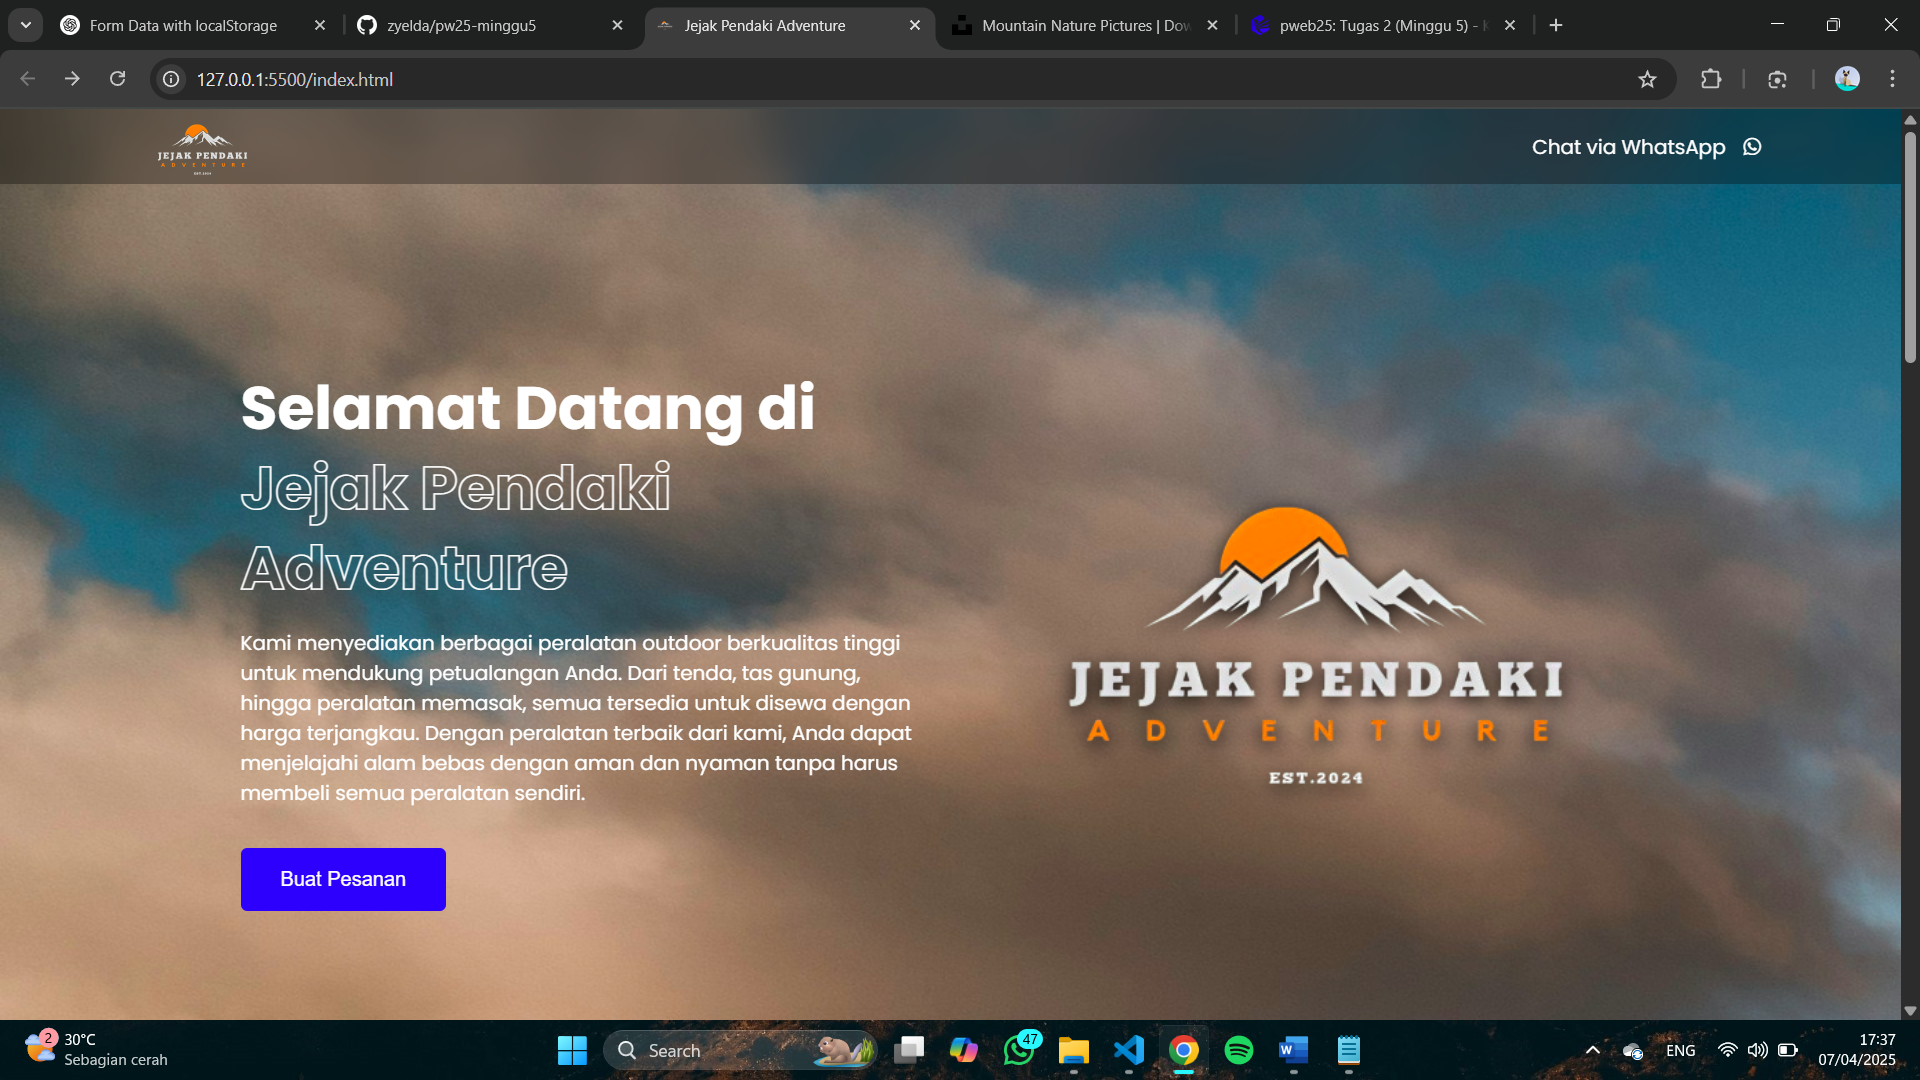 Form Data with localStorage
zyelda/pw25-minggu5
Jejak Pendaki Adventure
Mountain Nature Pictures | Dow
pweb25: Tugas 2 (Minggu 5) - K
127.0.0.1:5500/index.html
JEJAK PENDAKI
ADVENTURE
EST.2024
Chat via WhatsApp
Selamat Datang di
Jejak Pendaki
Adventure
Kami menyediakan berbagai peralatan outdoor berkualitas tinggi
untuk mendukung petualangan Anda. Dari tenda, tas gunung,
hingga peralatan memasak, semua tersedia untuk disewa dengan
harga terjangkau. Dengan peralatan terbaik dari kami, Anda dapat
menjelajahi alam bebas dengan aman dan nyaman tanpa harus
membeli semua peralatan sendiri.
Buat Pesanan
JEJAK PENDAKI
ADVENTURE
EST.2024
2
30°C
Sebagian cerah
Search
47
W
ENG
17:37
07/04/2025